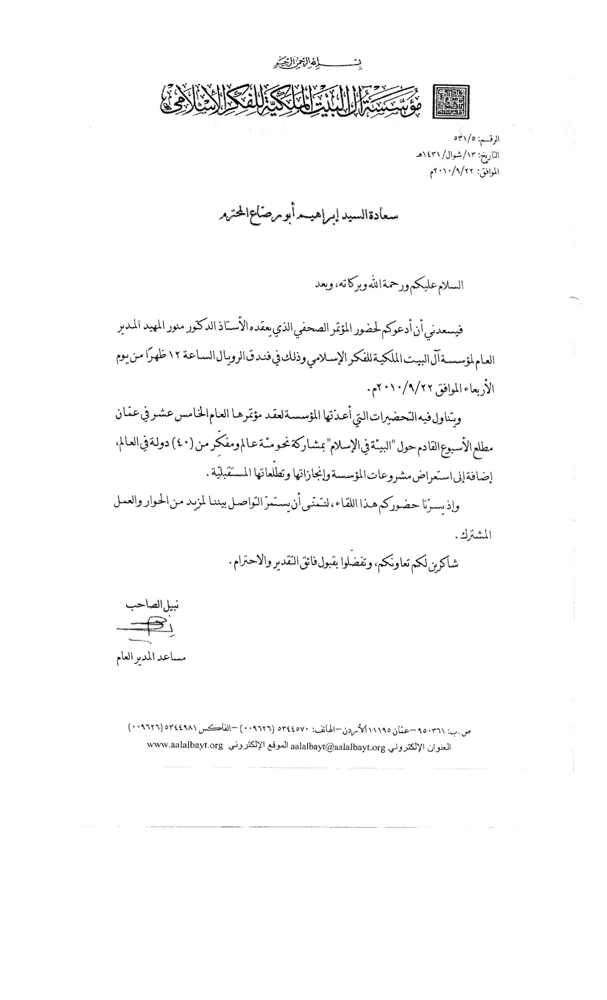 بسم الله الرحمن الرحيم
مؤسسة آل البيت الملكية للفكر الإسلامي
الرقم: ٥/‏٥٣١
التاريخ: ١٣/شوال/١٤٣١هـ
الموافق: ٢٠١٠/٩/٢٢م
سعادة السيد إبراهيم أبو رصّاع المحترم
السلام عليكم ورحمة الله وبركاته، وبعد
فيسعدني أن أدعوكم لحضور المؤتمر الصحفي الذي يعقده الأستاذ الدكتور منور المهيد المدير
العام لمؤسسة آل البيت الملكية للفكر الإسلامي وذلك في فندق الرويال الساعة ١٢ ظهرًا من يوم
الأربعاء الموافق ٢٠١٠/٩/٢٢م.
ويتناول فيه التحضيرات التي أعدّتها المؤسسة لعقد مؤتمرها العام الخامس عشر في عمّان
مطلع الأسبوع القادم حول "البيئة في الإسلام" بمشاركة نحو مئة عالم ومفكّر من (٤٠) دولة في العالم،
إضافة إلى استعراض مشروعات المؤسسة وإنجازاتها وتطلّعاتها المستقبليّة.
وإذ يسرّنا حضوركم هذا اللقاء، لنتمنّى أن يستمرّ التواصل بيننا لمزيد من الحوار والعمل
المشترك.
شاكرين لكم تعاونكم، وتفضّلوا بقبول فائق التقدير والاحترام.
نبيل الصاحب
مساعد المدير العام
ص.ب: ٩٥٠٣٦١ -عمّان ١١١٩٥ الأردن-الهاتف: ٥٣٤٤٥٧٠ (٠٠٩٦٢٦)-الفاكس ٥٣٤٤٩٨١ (٠٠٩٦٢٦)
العنوان الإلكتروني aalalbayt@aalalbayt.org الموقع الإلكتروني www.aalalbayt.org